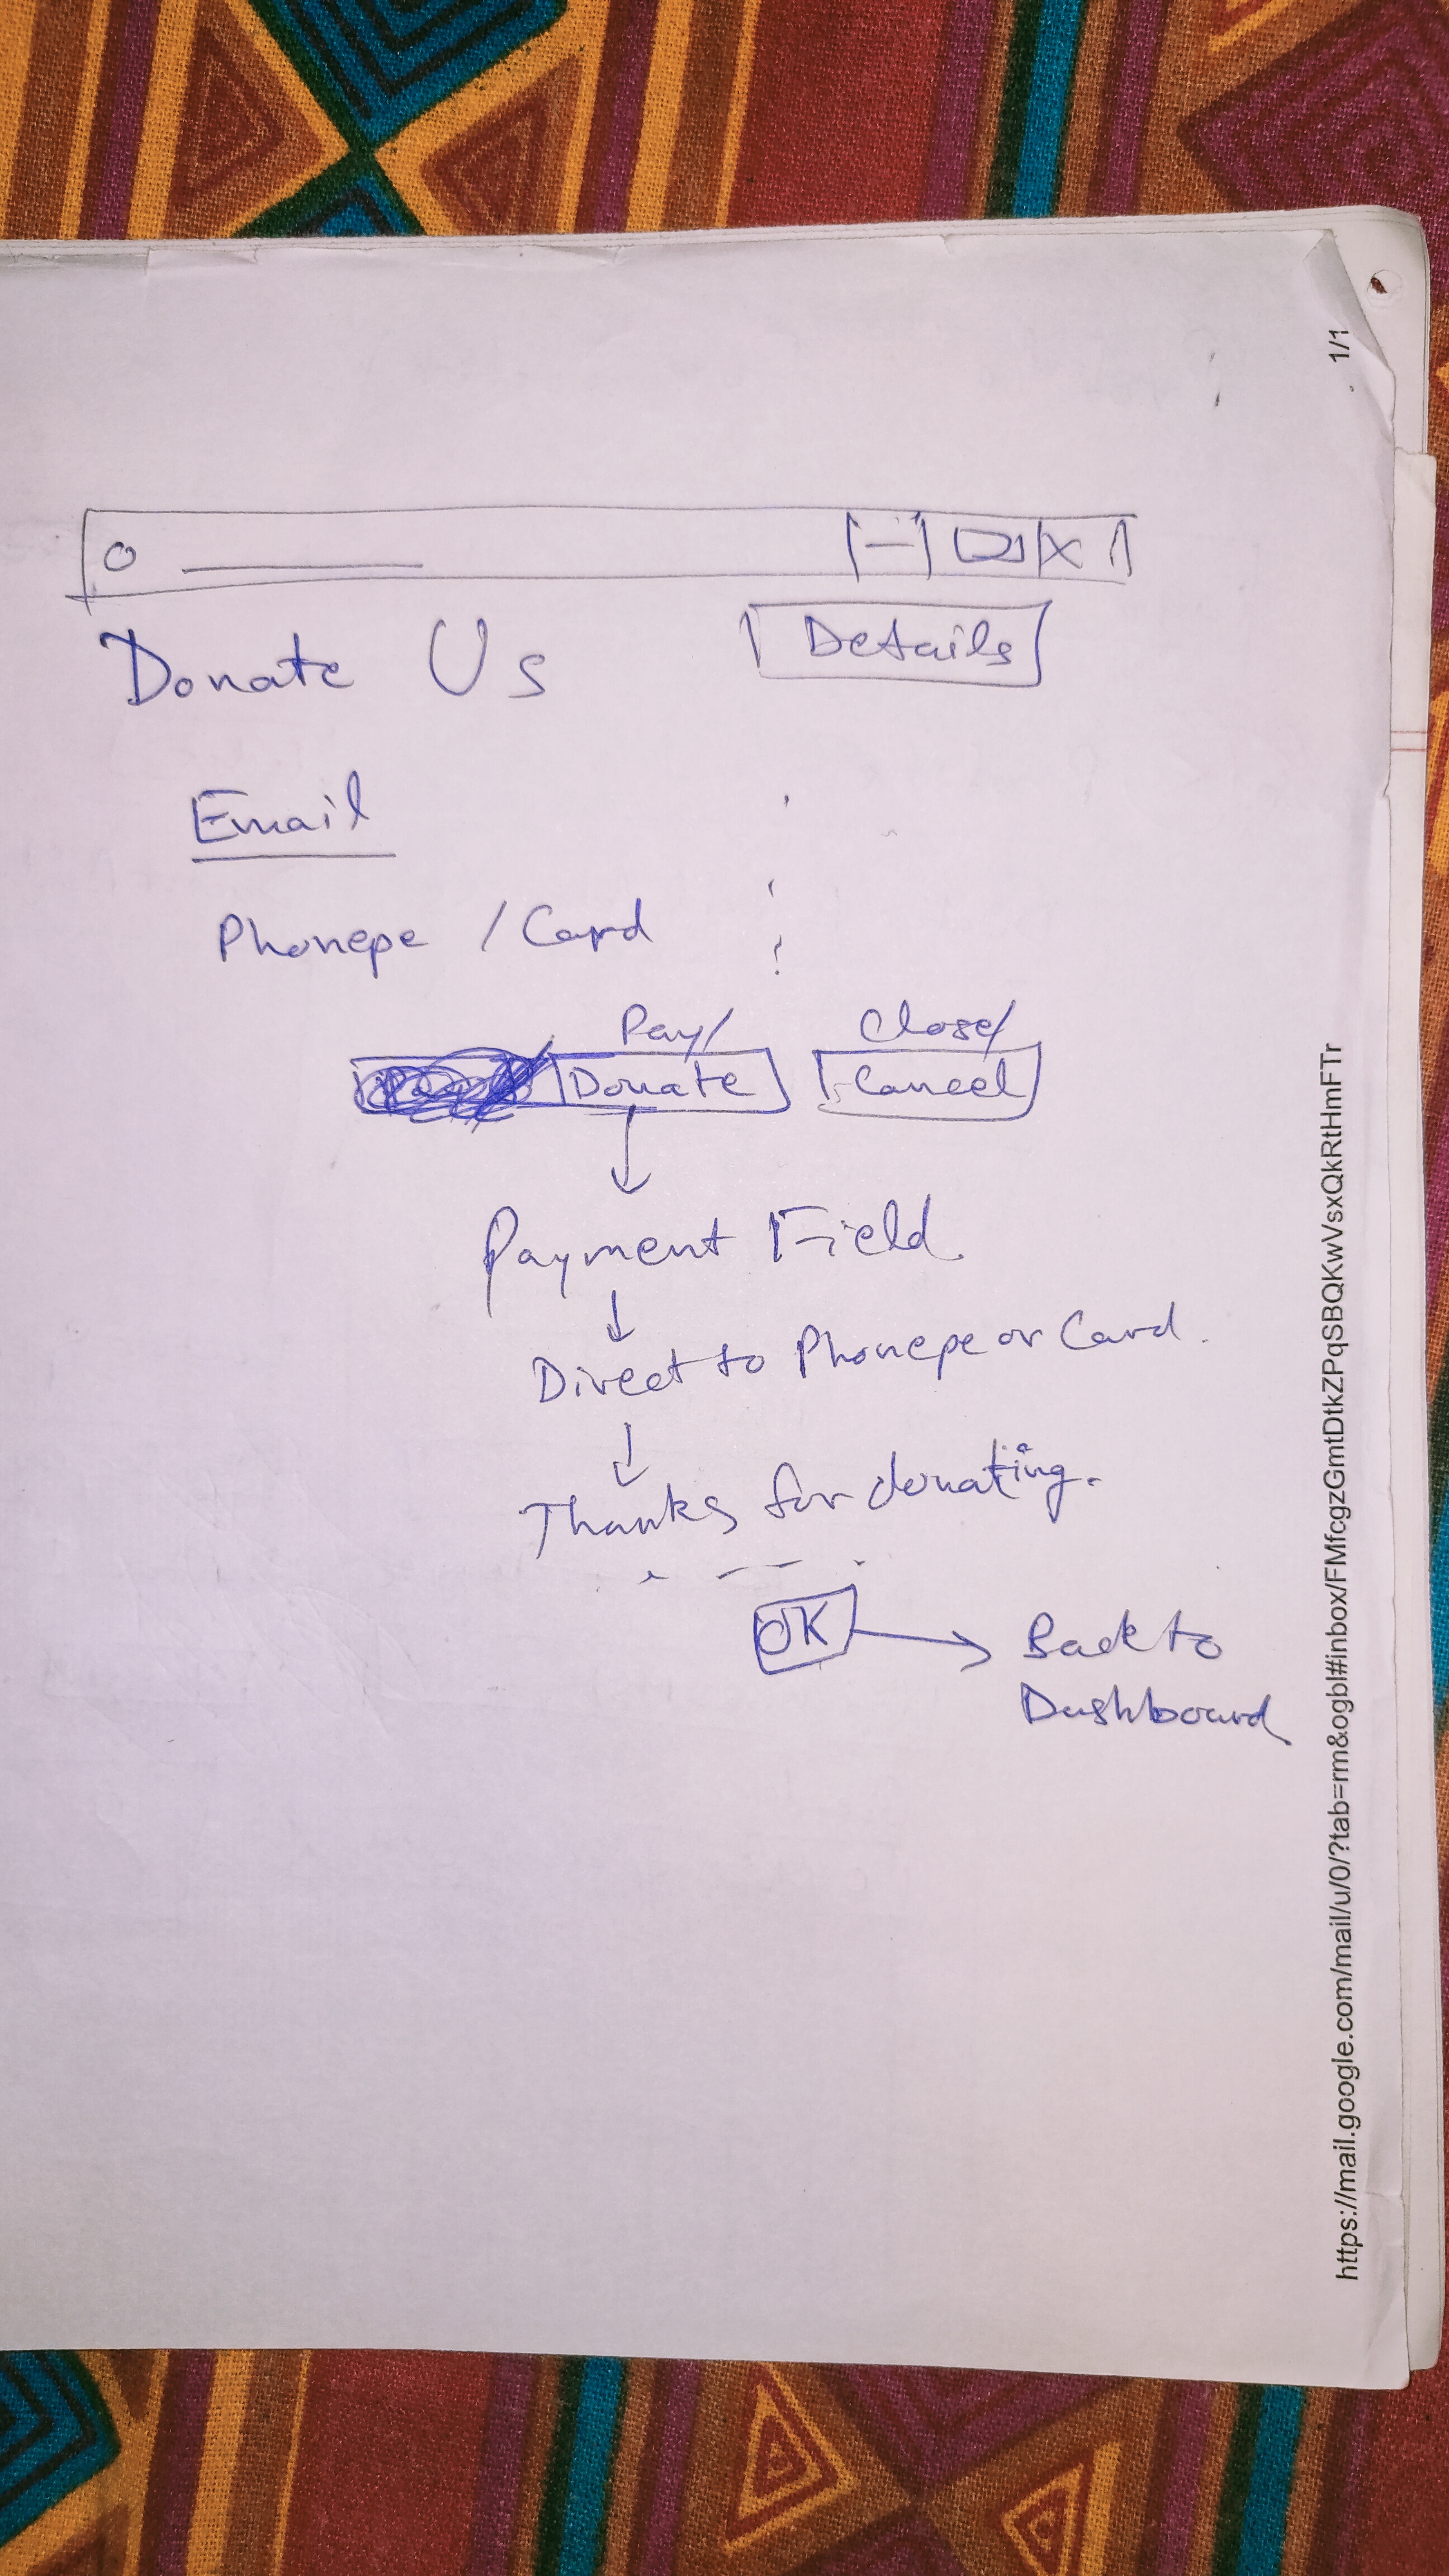 Donate Us
Details
Email
Phonepe / Card
Pay/
Close/
Donate
Cancel
Payment Field
Direct to Phonepe or Card.
Thanks for donating.
OK
Back to
Dashboard
https://mail.google.com/mail/u/0/?tab=rm&ogbl#inbox/FMfcgzGmtDtkZPqSBQKwVsxQkRtHmFTr
1/1